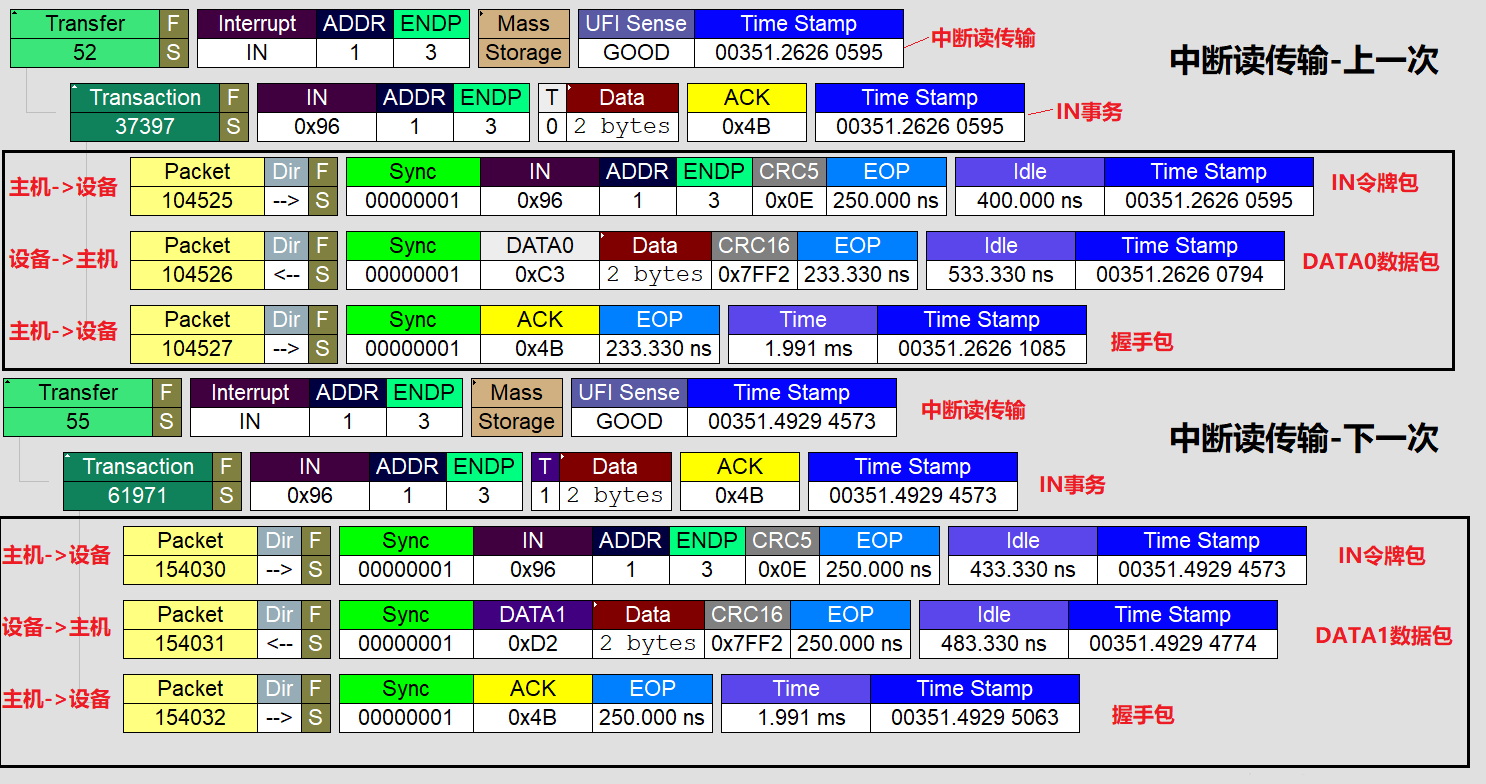 Transfer F Interrupt ADDR ENDP Mass UFI Sense Time Stamp
52 S IN 1 3 Storage GOOD 00351.2626 0595
中断读传输
中断读传输-上一次
Transaction F IN ADDR ENDP T Data ACK Time Stamp
37397 S 0x96 1 3 0 2 bytes 0x4B 00351.2626 0595
IN事务
主机->设备
Packet Dir F Sync IN ADDR ENDP CRC5 EOP Idle Time Stamp
104525 --> S 00000001 0x96 1 3 0x0E 250.000 ns 400.000 ns 00351.2626 0595
IN令牌包
设备->主机
Packet Dir F Sync DATA0 Data CRC16 EOP Idle Time Stamp
104526 <-- S 00000001 0xC3 2 bytes 0x7FF2 233.330 ns 533.330 ns 00351.2626 0794
DATA0数据包
主机->设备
Packet Dir F Sync ACK EOP Time Time Stamp
104527 --> S 00000001 0x4B 233.330 ns 1.991 ms 00351.2626 1085
握手包
Transfer F Interrupt ADDR ENDP Mass UFI Sense Time Stamp
55 S IN 1 3 Storage GOOD 00351.4929 4573
中断读传输
中断读传输-下一次
Transaction F IN ADDR ENDP T Data ACK Time Stamp
61971 S 0x96 1 3 1 2 bytes 0x4B 00351.4929 4573
IN事务
主机->设备
Packet Dir F Sync IN ADDR ENDP CRC5 EOP Idle Time Stamp
154030 --> S 00000001 0x96 1 3 0x0E 250.000 ns 433.330 ns 00351.4929 4573
IN令牌包
设备->主机
Packet Dir F Sync DATA1 Data CRC16 EOP Idle Time Stamp
154031 <-- S 00000001 0xD2 2 bytes 0x7FF2 250.000 ns 483.330 ns 00351.4929 4774
DATA1数据包
主机->设备
Packet Dir F Sync ACK EOP Time Time Stamp
154032 --> S 00000001 0x4B 250.000 ns 1.991 ms 00351.4929 5063
握手包